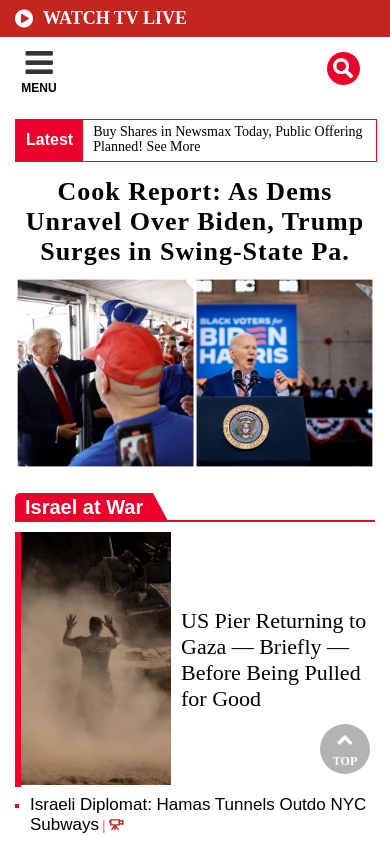 WATCH TV LIVE
MENU
Latest
Buy Shares in Newsmax Today, Public Offering
Planned! See More
Cook Report: As Dems
Unravel Over Biden, Trump
Surges in Swing-State Pa.
BLACK VOTERS for
BIDEN
HARRIS
Israel at War
US Pier Returning to
Gaza — Briefly —
Before Being Pulled
for Good
TOP
Israeli Diplomat: Hamas Tunnels Outdo NYC
Subways |